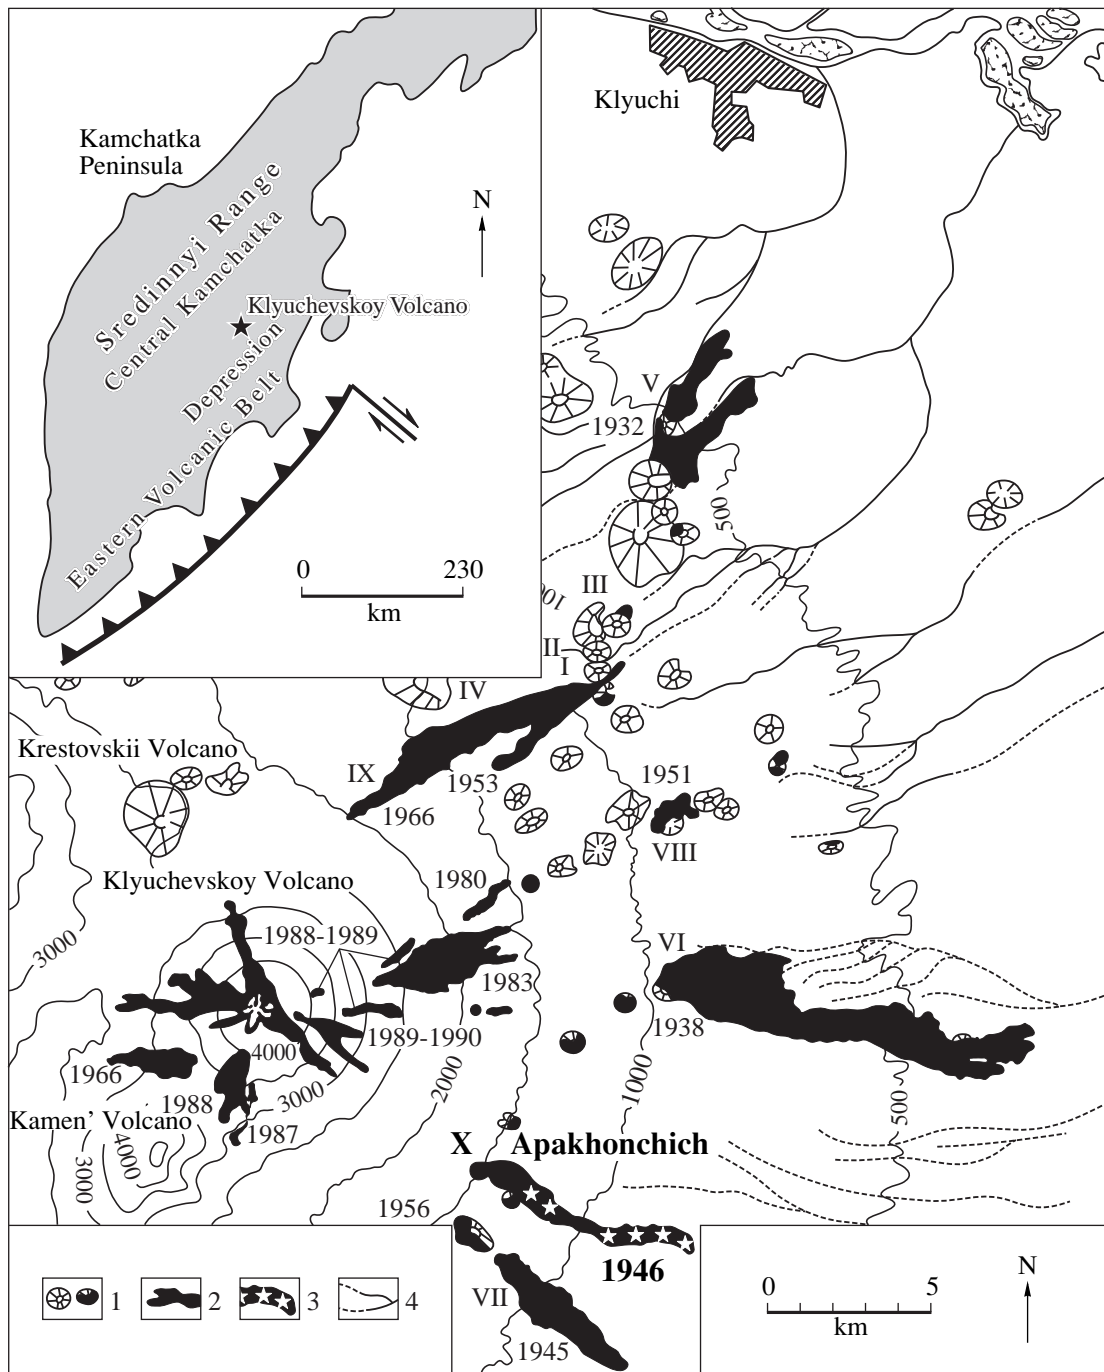 Kamchatka
Peninsula
Sredinnyi Range
Central Kamchatka
Depression
Eastern Volcanic Belt
Klyuchevskoy Volcano
N
0 230
km
Klyuchi
V
1932
500
1000
III
II
I
IV
IX
1953
1966
1951
VIII
Krestovskii Volcano
Klyuchevskoy Volcano
1980
3000
1988-1989
VI
1983
1938
1989-1990
4000
1966
3000
2000
1000
1988
Kamen' Volcano
1987
4000
3000
500
X Apakhonchich
1956
1946
VII
1945
1 2 3 4
0 5
km
N